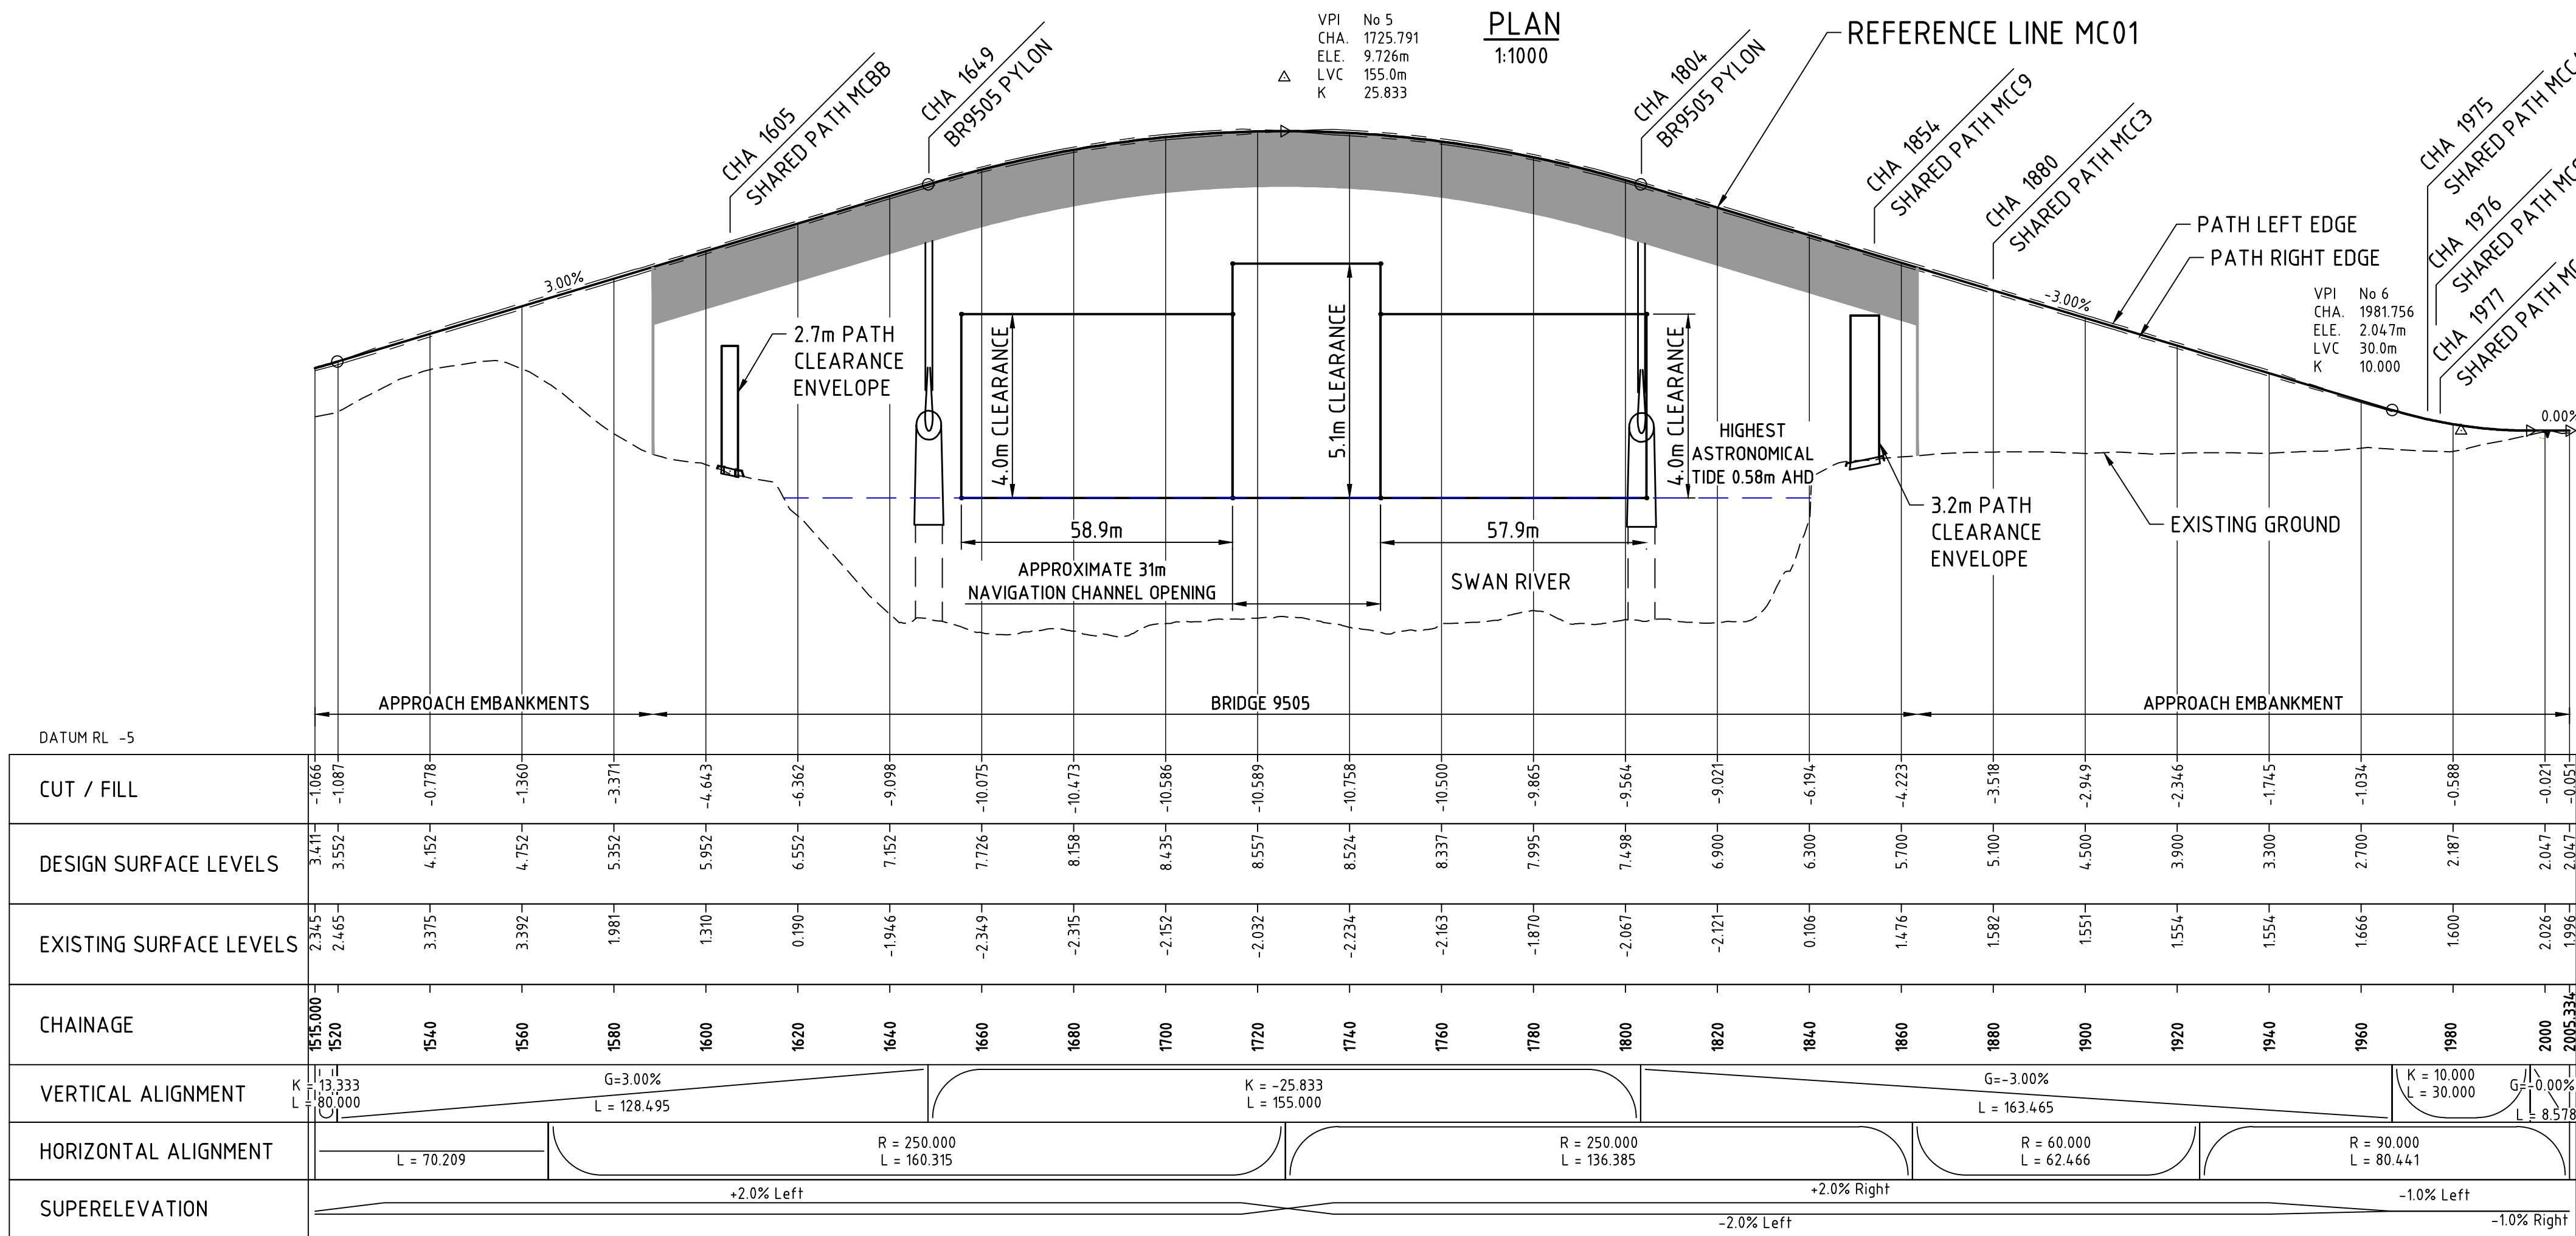 PLAN
1:1000
VPI No 5
CHA. 1725.791
ELE. 9.726m
LVC 155.0m
K 25.833
REFERENCE LINE MC01
CHA 1605
SHARED PATH MCBB
CHA 1649
BR9505 PYLON
CHA 1804
BR9505 PYLON
CHA 1854
SHARED PATH MCC9
CHA 1880
SHARED PATH MCC3
CHA 1975
SHARED PATH
CHA 1976
SHARED PATH
CHA 1977
SHARED PATH
PATH LEFT EDGE
PATH RIGHT EDGE
VPI No 6
CHA. 1981.756
ELE. 2.047m
LVC 30.0m
K 10.000
3.00%
-3.00%
0.00%
2.7m PATH
CLEARANCE
ENVELOPE
4.0m CLEARANCE
5.1m CLEARANCE
4.0m CLEARANCE
HIGHEST
ASTRONOMICAL
TIDE 0.58m AHD
3.2m PATH
CLEARANCE
ENVELOPE
EXISTING GROUND
58.9m
57.9m
APPROXIMATE 31m
NAVIGATION CHANNEL OPENING
SWAN RIVER
APPROACH EMBANKMENTS
BRIDGE 9505
APPROACH EMBANKMENT
DATUM RL -5
CUT / FILL -1.066 -1.087 -0.778 -1.360 -3.371 -4.643 -6.362 -9.098 -10.075 -10.473 -10.586 -10.589 -10.758 -10.500 -9.865 -9.564 -9.021 -6.194 -4.223 -3.518 -2.949 -2.346 -1.745 -1.034 -0.588 -0.021 -0.051
DESIGN SURFACE LEVELS 3.411 3.552 4.152 4.752 5.352 5.952 6.552 7.152 7.726 8.158 8.435 8.557 8.524 8.337 7.995 7.498 6.900 6.300 5.700 5.100 4.500 3.900 3.300 2.700 2.187 2.047 2.047
EXISTING SURFACE LEVELS 2.345 2.465 3.375 3.392 1.981 1.310 0.190 -1.946 -2.349 -2.315 -2.152 -2.032 -2.234 -2.163 -1.870 -2.067 -2.121 0.106 1.476 1.582 1.551 1.554 1.554 1.666 1.600 2.026 1.996
CHAINAGE 1515.000 1520 1540 1560 1580 1600 1620 1640 1660 1680 1700 1720 1740 1760 1780 1800 1820 1840 1860 1880 1900 1920 1940 1960 1980 2000 2005.334
VERTICAL ALIGNMENT
K = 13.333
L = 80.000
G=3.00%
L = 128.495
K = -25.833
L = 155.000
G=-3.00%
L = 163.465
K = 10.000
L = 30.000
G=-0.00%
L = 8.578
HORIZONTAL ALIGNMENT
L = 70.209
R = 250.000
L = 160.315
R = 250.000
L = 136.385
R = 60.000
L = 62.466
R = 90.000
L = 80.441
SUPERELEVATION
+2.0% Left
+2.0% Right
-2.0% Left
-1.0% Left
-1.0% Right